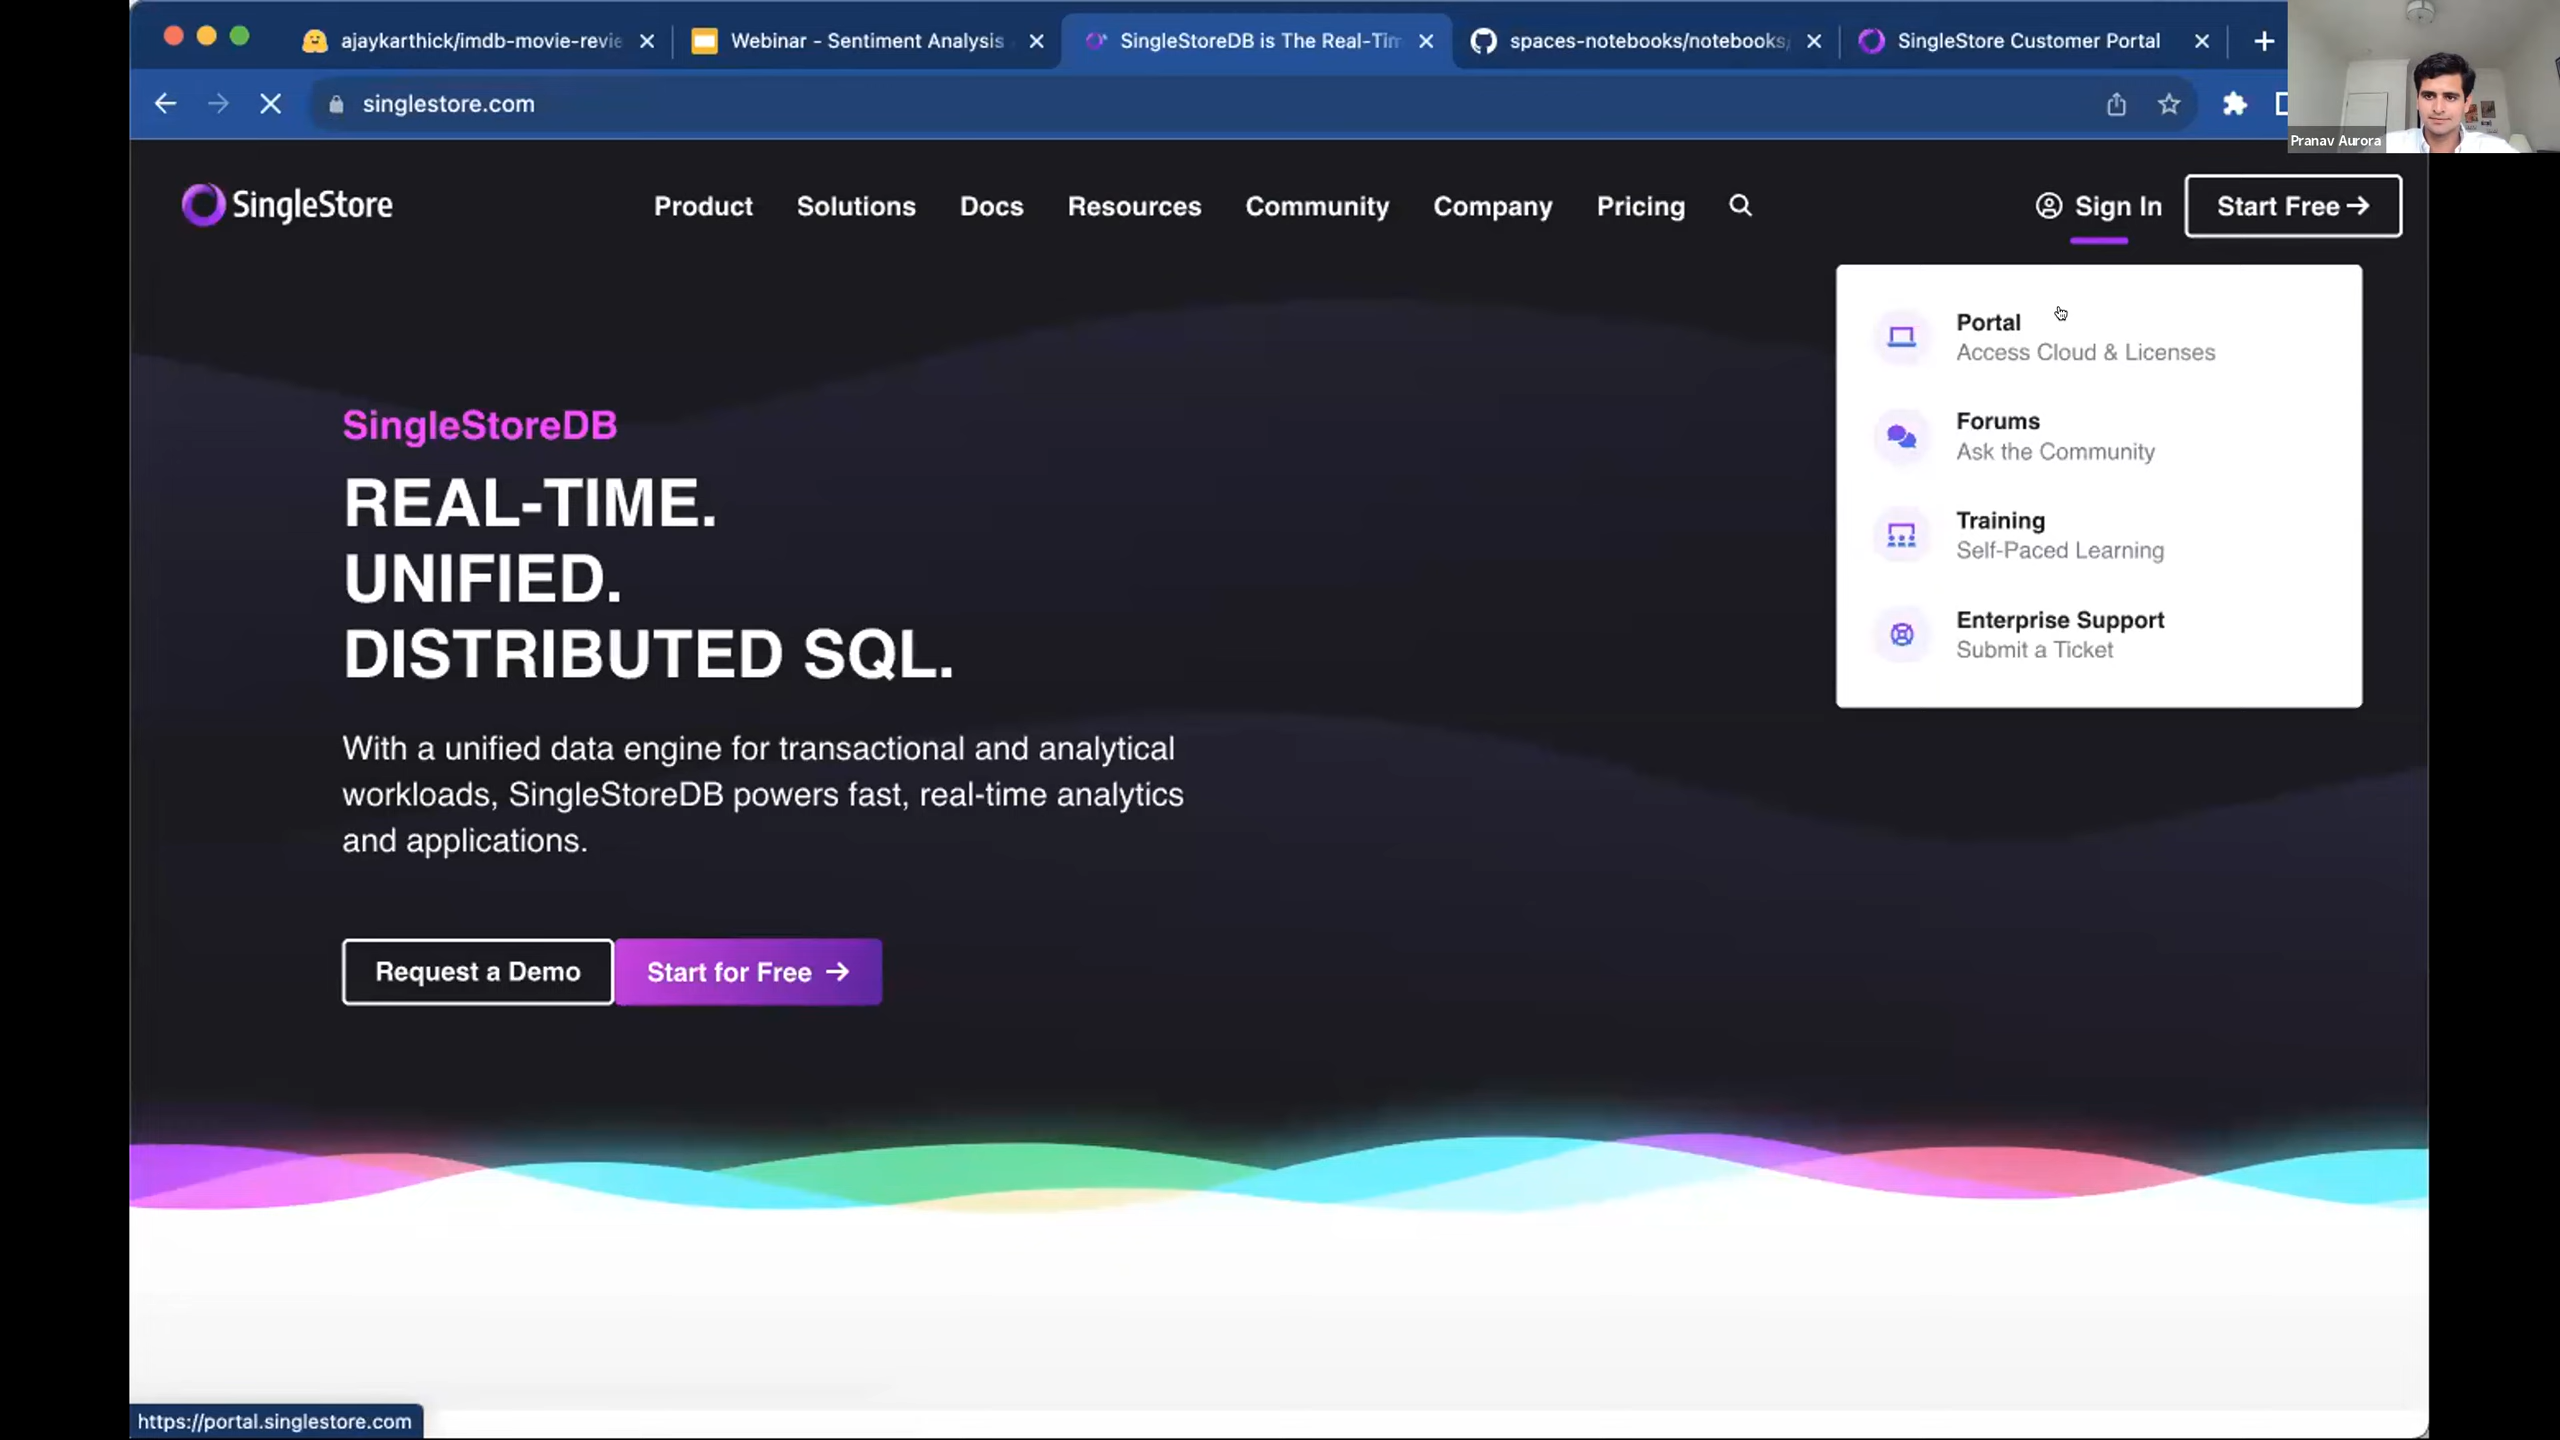 ajaykarthick/imdb-movie-revie
Webinar - Sentiment Analysis
SingleStoreDB is The Real-Tim
spaces-notebooks/notebooks/
SingleStore Customer Portal
singlestore.com
Pranav Aurora
SingleStore
Product
Solutions
Docs
Resources
Community
Company
Pricing
Sign In
Start Free
Portal
Access Cloud & Licenses
Forums
Ask the Community
Training
Self-Paced Learning
Enterprise Support
Submit a Ticket
SingleStoreDB
REAL-TIME.
UNIFIED.
DISTRIBUTED SQL.
With a unified data engine for transactional and analytical
workloads, SingleStoreDB powers fast, real-time analytics
and applications.
Request a Demo
Start for Free
https://portal.singlestore.com